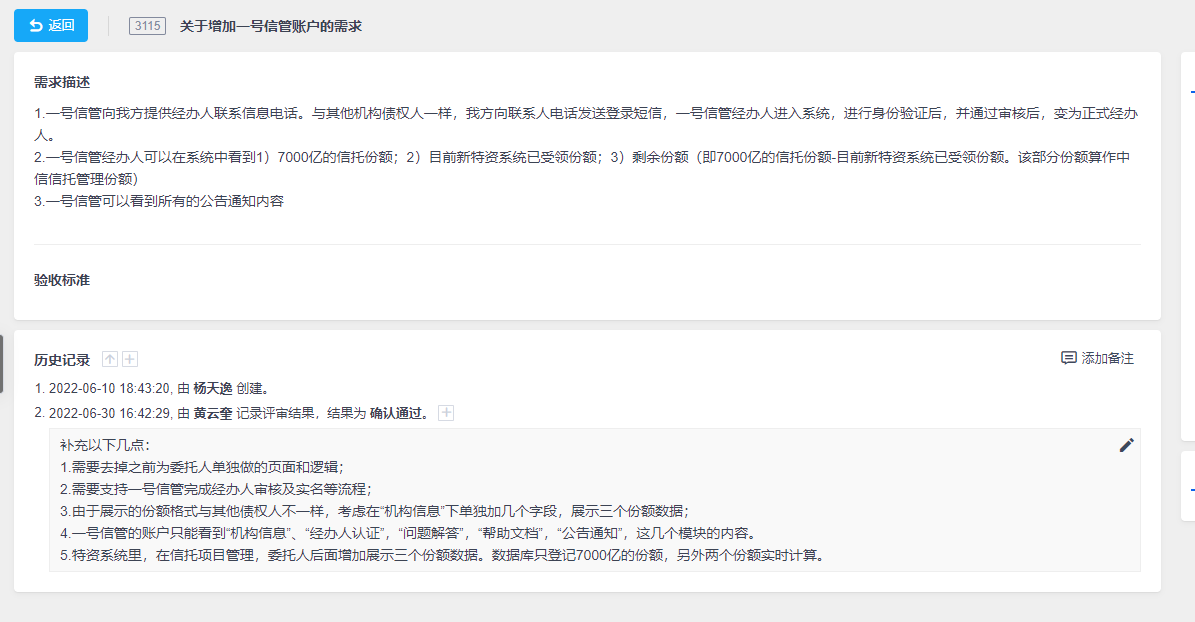 返回
3115
关于增加一号信管账户的需求
需求描述
1.一号信管向我方提供经办人联系信息电话。与其他机构债权人一样，我方向联系人电话发送登录短信，一号信管经办人进入系统，进行身份验证后，并通过审核后，变为正式经办
人。
2.一号信管经办人可以在系统中看到1）7000亿的信托份额；2）目前新特资系统已受领份额；3）剩余份额（即7000亿的信托份额-目前新特资系统已受领份额。该部分份额算作中
信信托管理份额）
3.一号信管可以看到所有的公告通知内容
验收标准
历史记录
添加备注
1. 2022-06-10 18:43:20, 由 杨天逸 创建。
2. 2022-06-30 16:42:29, 由 黄云奎 记录评审结果，结果为 确认通过。
补充以下几点：
1.需要去掉之前为委托人单独做的页面和逻辑；
2.需要支持一号信管完成经办人审核及实名等流程；
3.由于展示的份额格式与其他债权人不一样，考虑在“机构信息”下单独加几个字段，展示三个份额数据；
4.一号信管的账户只能看到“机构信息”、“经办人认证”，“问题解答”，“帮助文档”，“公告通知”，这几个模块的内容。
5.特资系统里，在信托项目管理，委托人后面增加展示三个份额数据。数据库只登记7000亿的份额，另外两个份额实时计算。